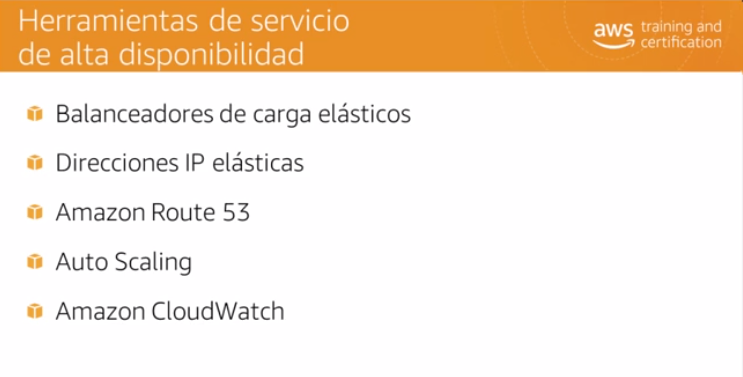 Herramientas de servicio
de alta disponibilidad
aws training and
certification
Balanceadores de carga elásticos
Direcciones IP elásticas
Amazon Route 53
Auto Scaling
Amazon CloudWatch